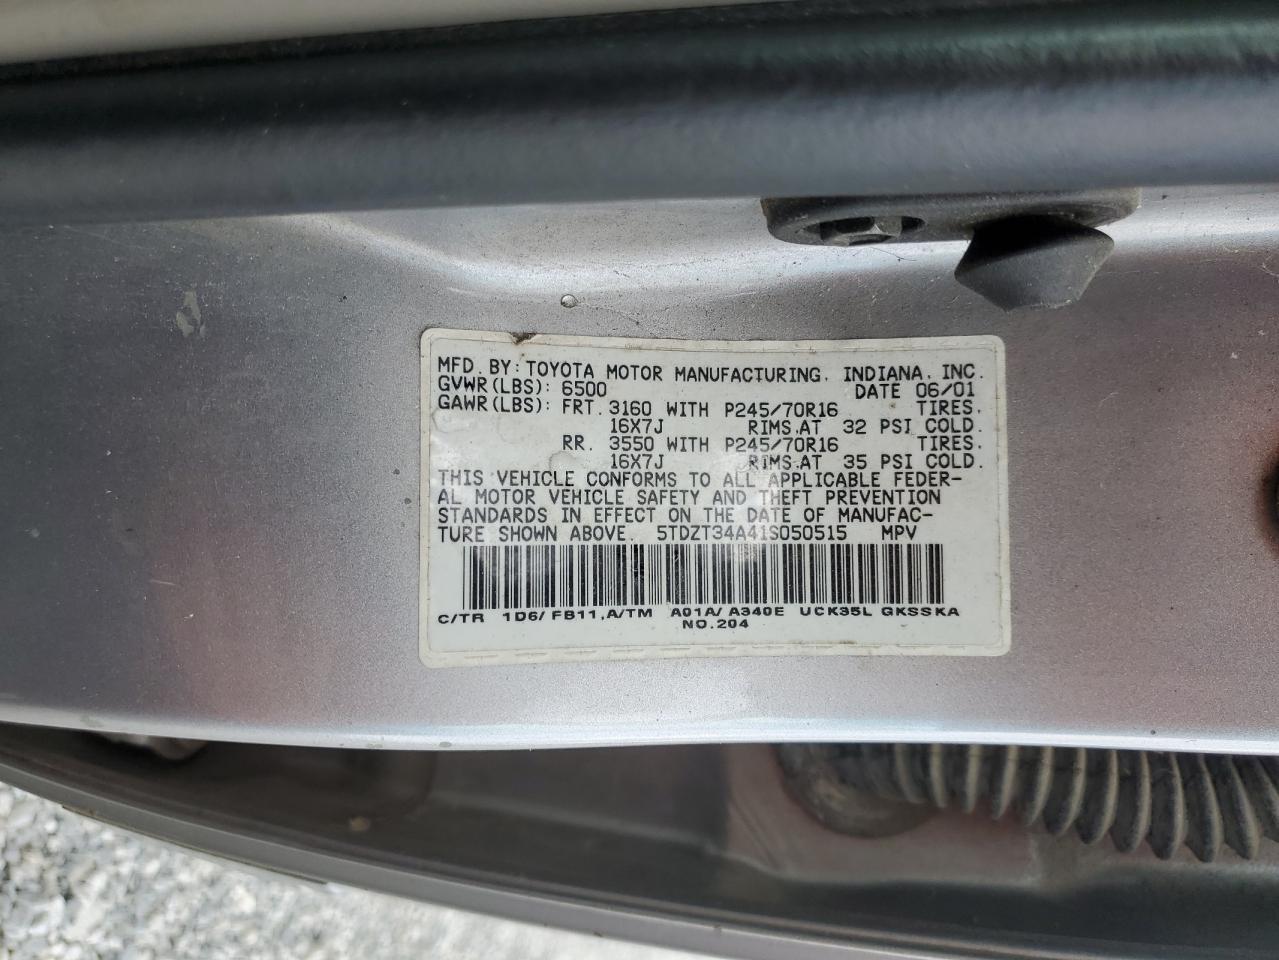 MFD. BY: TOYOTA MOTOR MANUFACTURING, INDIANA, INC.
GVWR(LBS): 6500 DATE 06/01
GAWR(LBS): FRT. 3160 WITH P245/70R16 TIRES,
16X7J RIMS,AT 32 PSI COLD.
RR. 3550 WITH P245/70R16 TIRES,
16X7J RIMS,AT 35 PSI COLD.
THIS VEHICLE CONFORMS TO ALL APPLICABLE FEDER-
AL MOTOR VEHICLE SAFETY AND THEFT PREVENTION
STANDARDS IN EFFECT ON THE DATE OF MANUFAC-
TURE SHOWN ABOVE. 5TDZT34A41S050515 MPV
C/TR 1D6/ FB11,A/TM A01A/ A340E UCK35L GKSSKA
NO.204